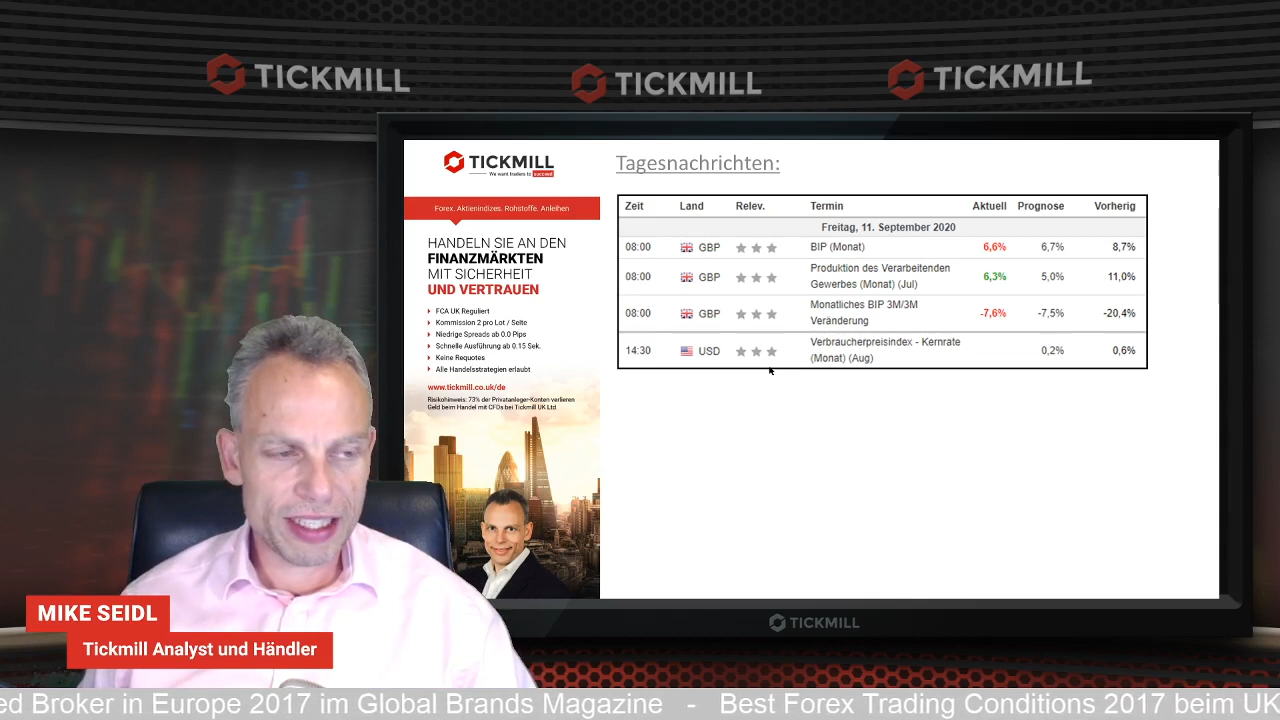 TICKMILL
TICKMILL
TICKMILL
TICKMILL
We want traders to succeed
Forex. Aktienindizes. Rohstoffe. Anleihen
HANDELN SIE AN DEN
FINANZMÄRKTEN
MIT SICHERHEIT
UND VERTRAUEN
FCA UK Reguliert
Kommission 2 pro Lot / Seite
Niedrige Spreads ab 0.0 Pips
Schnelle Ausführung ab 0.15 Sek.
Keine Requotes
Alle Handelsstrategien erlaubt
www.tickmill.co.uk/de
Risikohinweis: 73% der Privatanleger-Konten verlieren
Geld beim Handel mit CFDs bei Tickmill UK Ltd.
Tagesnachrichten:
Zeit Land Relev. Termin Aktuell Prognose Vorherig
Freitag, 11. September 2020
08:00 GBP BIP (Monat) 6,6% 6,7% 8,7%
08:00 GBP Produktion des Verarbeitenden 6,3% 5,0% 11,0%
Gewerbes (Monat) (Jul)
08:00 GBP Monatliches BIP 3M/3M -7,6% -7,5% -20,4%
Veränderung
14:30 USD Verbraucherpreisindex - Kernrate 0,2% 0,6%
(Monat) (Aug)
TICKMILL
MIKE SEIDL
Tickmill Analyst und Händler
ed Broker in Europe 2017 im Global Brands Magazine - Best Forex Trading Conditions 2017 beim UK